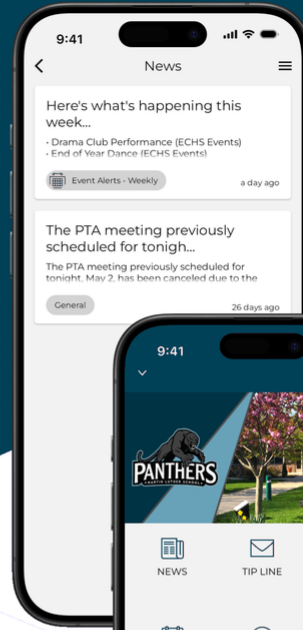 9:41
News
Here's what's happening this
week...
• Drama Club Performance (ECHS Events)
• End of Year Dance (ECHS Events)
Event Alerts - Weekly
a day ago
The PTA meeting previously
scheduled for tonigh...
The PTA meeting previously scheduled for
tonight, May 2, has been canceled due to the
General
26 days ago
9:41
PANTHERS
NEWS
TIP LINE